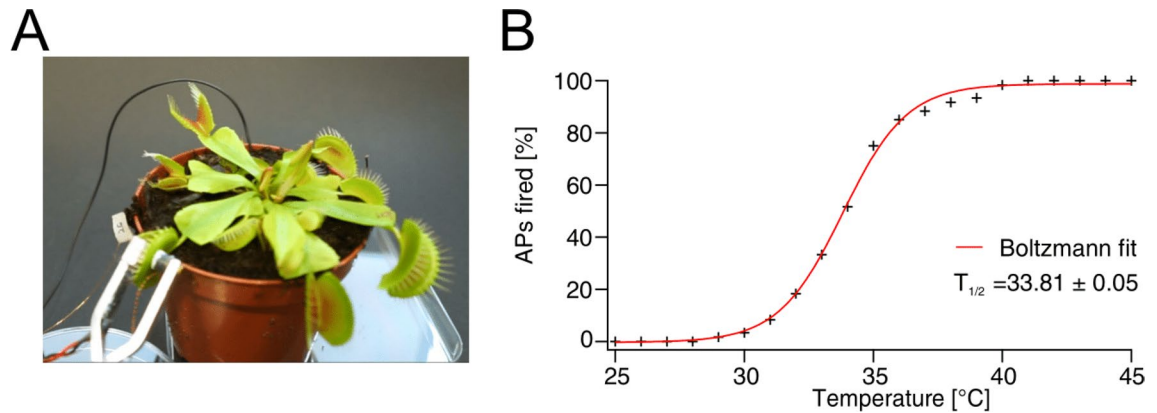 A
B
100
80
60
40
20
0
APs fired [%]
Boltzmann fit
T1/2 =33.81 ± 0.05
25 30 35 40 45
Temperature [°C]